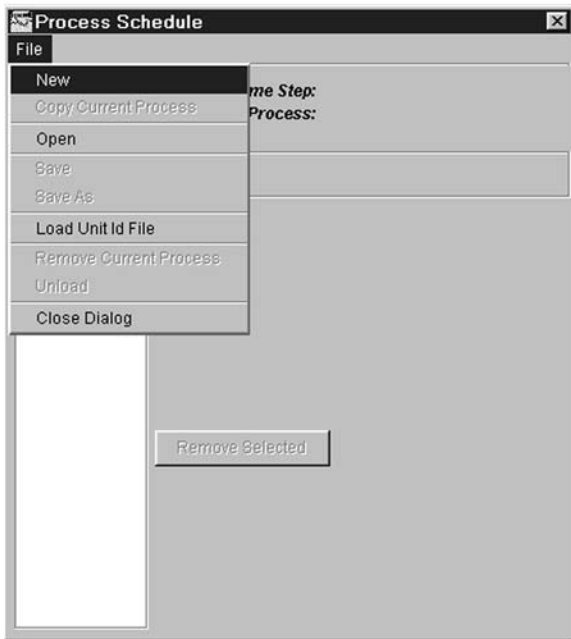 Process Schedule
File
New
Copy Current Process
Open
Save
Save As
Load Unit Id File
Remove Current Process
Unload
Close Dialog
me Step:
Process:
Remove Selected